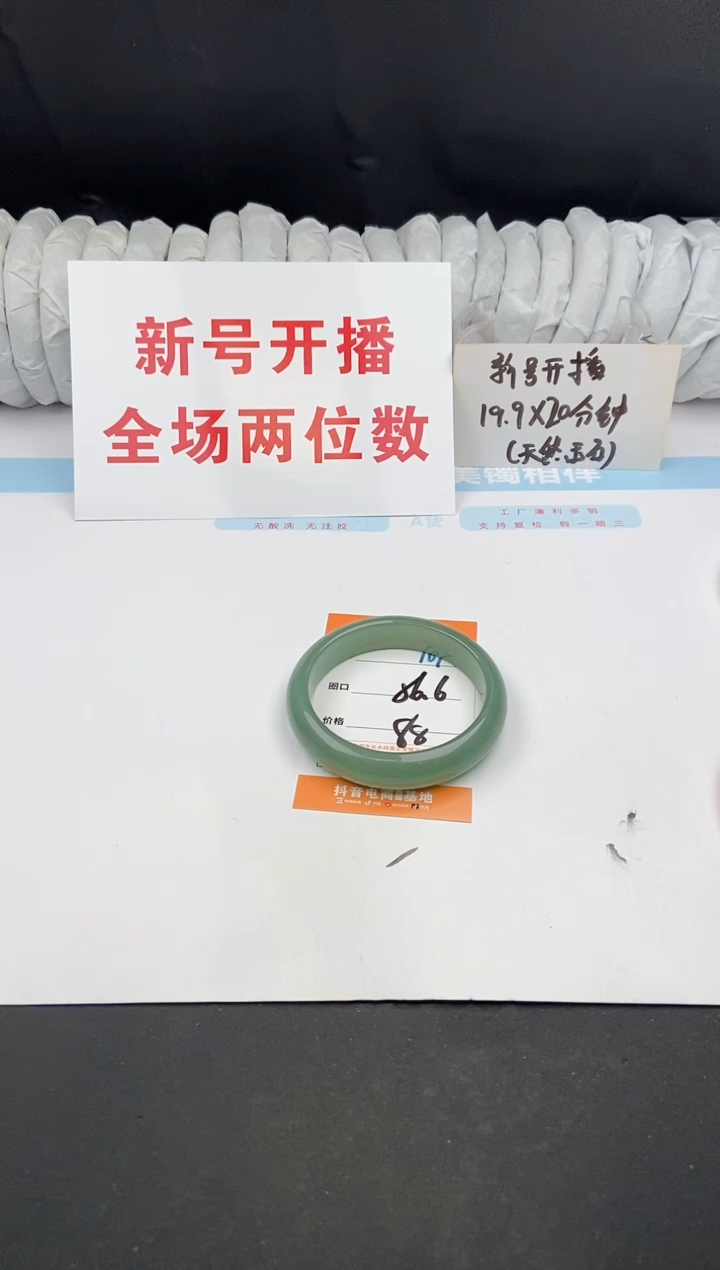 新号开播
全场两位数
新号开播
19.9X20分钟
(天然玉石)
美镯相伴
无酸洗 无注胶
A货
工厂薄利多销
支持复检 假一赔三
圈口 56.6
价格 88
抖音电商基地